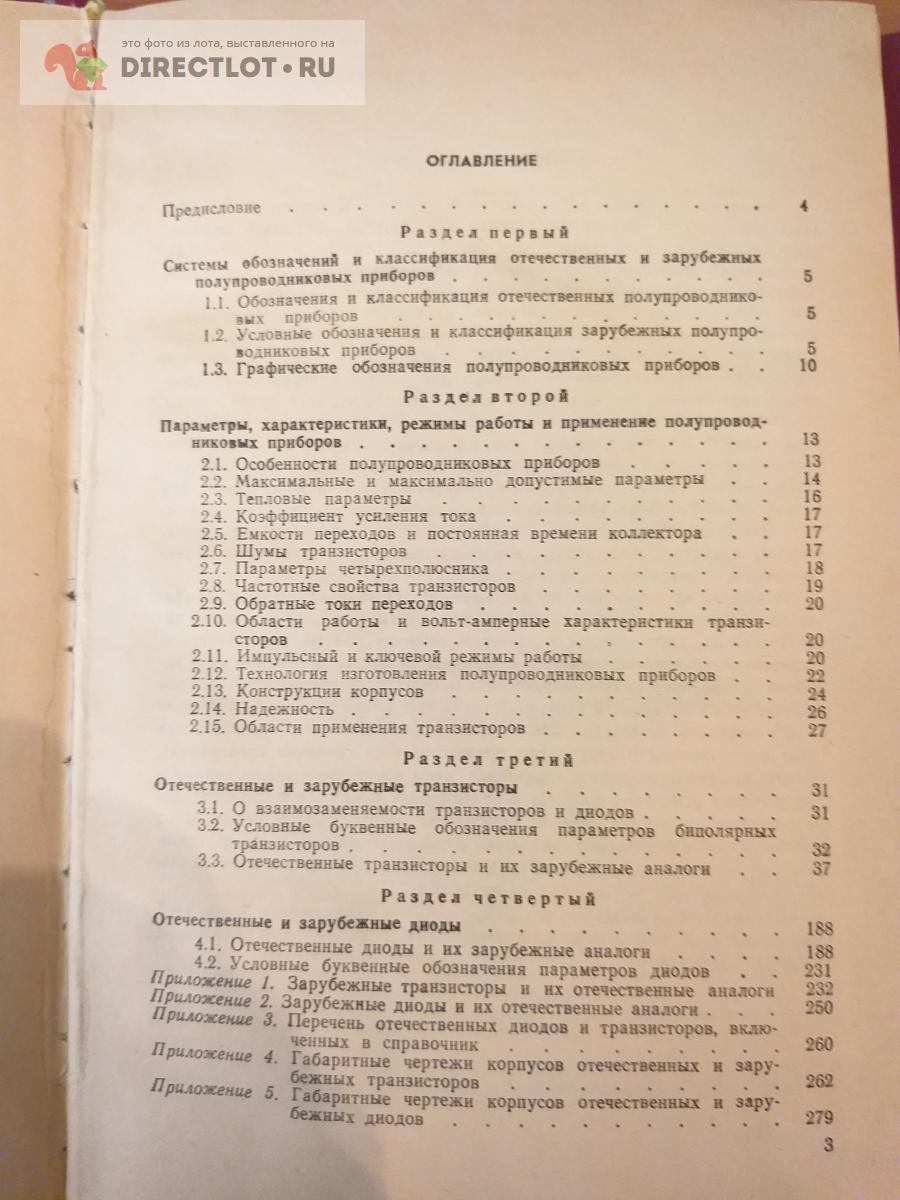 это фото из лота, выставленного на
DIRECTLOT.RU
ОГЛАВЛЕНИЕ
Предисловие . . . . . . . . . . . . . . . . 4
Раздел первый
Системы обозначений и классификация отечественных и зарубежных
полупроводниковых приборов . . . . . . . . . . . 5
1.1. Обозначения и классификация отечественных полупроводнико-
вых приборов . . . . . . . . . . . 5
1.2. Условные обозначения и классификация зарубежных полупро-
водниковых приборов . . . . . . . . . . . 5
1.3. Графические обозначения полупроводниковых приборов . . 10
Раздел второй
Параметры, характеристики, режимы работы и применение полупровод-
никовых приборов . . . . . . . . . . . . . . 13
2.1. Особенности полупроводниковых приборов . . . . . 13
2.2. Максимальные и максимально допустимые параметры . . 14
2.3. Тепловые параметры . . . . . . . . . . . 16
2.4. Коэффициент усиления тока . . . . . . . . . 17
2.5. Емкости переходов и постоянная времени коллектора . . 17
2.6. Шумы транзисторов . . . . . . . . . . . 17
2.7. Параметры четырехполюсника . . . . . . . . . 18
2.8. Частотные свойства транзисторов . . . . . . . . 19
2.9. Обратные токи переходов . . . . . . . . . . 20
2.10. Области работы и вольт-амперные характеристики транзи-
сторов . . . . . . . . . . . . . . . 20
2.11. Импульсный и ключевой режимы работы . . . . . . 20
2.12. Технология изготовления полупроводниковых приборов . . 22
2.13. Конструкции корпусов . . . . . . . . . . . 24
2.14. Надежность . . . . . . . . . . . . . . 26
2.15. Области применения транзисторов . . . . . . . . 27
Раздел третий
Отечественные и зарубежные транзисторы . . . . . . . . 31
3.1. О взаимозаменяемости транзисторов и диодов . . . . . 31
3.2. Условные буквенные обозначения параметров биполярных
транзисторов . . . . . . . . . . . . . . 32
3.3. Отечественные транзисторы и их зарубежные аналоги . . 37
Раздел четвертый
Отечественные и зарубежные диоды . . . . . . . . . . 188
4.1. Отечественные диоды и их зарубежные аналоги . . . . 188
4.2. Условные буквенные обозначения параметров диодов . . 231
Приложение 1. Зарубежные транзисторы и их отечественные аналоги 232
Приложение 2. Зарубежные диоды и их отечественные аналоги . . . 250
Приложение 3. Перечень отечественных диодов и транзисторов, вклю-
ченных в справочник . . . . . . . . . 260
Приложение 4. Габаритные чертежи корпусов отечественных и зару-
бежных транзисторов . . . . . . . . . 262
Приложение 5. Габаритные чертежи корпусов отечественных и зару-
бежных диодов . . . . . . . . . . . 279
3